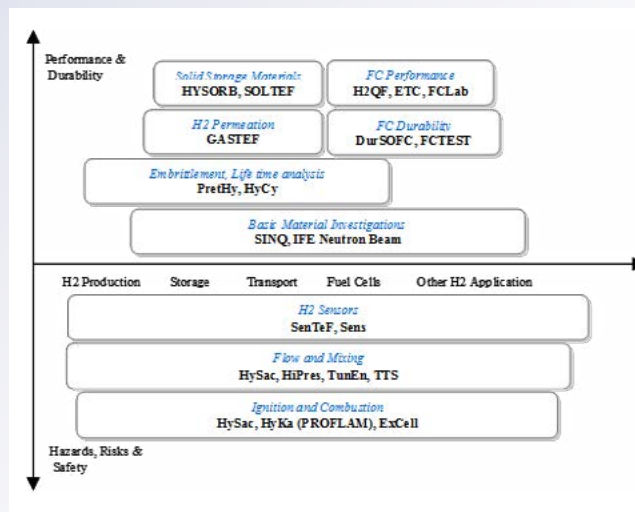 Performance &
Durability
Solid Storage Materials
HYSORB, SOLTEF
FC Performance
H2QF, ETC, FCLab
H2 Permeation
GASTEF
FC Durability
DurSOFC, FCTEST
Embrittlement, Life time analysis
PretHy, HyCy
Basic Material Investigations
SINQ, IFE Neutron Beam
H2 Production Storage Transport Fuel Cells Other H2 Application
H2 Sensors
SenTeF, Sens
Flow and Mixing
HySac, HiPres, TunEn, TTS
Ignition and Combustion
HySac, HyKa (PROFLAM), ExCell
Hazards, Risks &
Safety